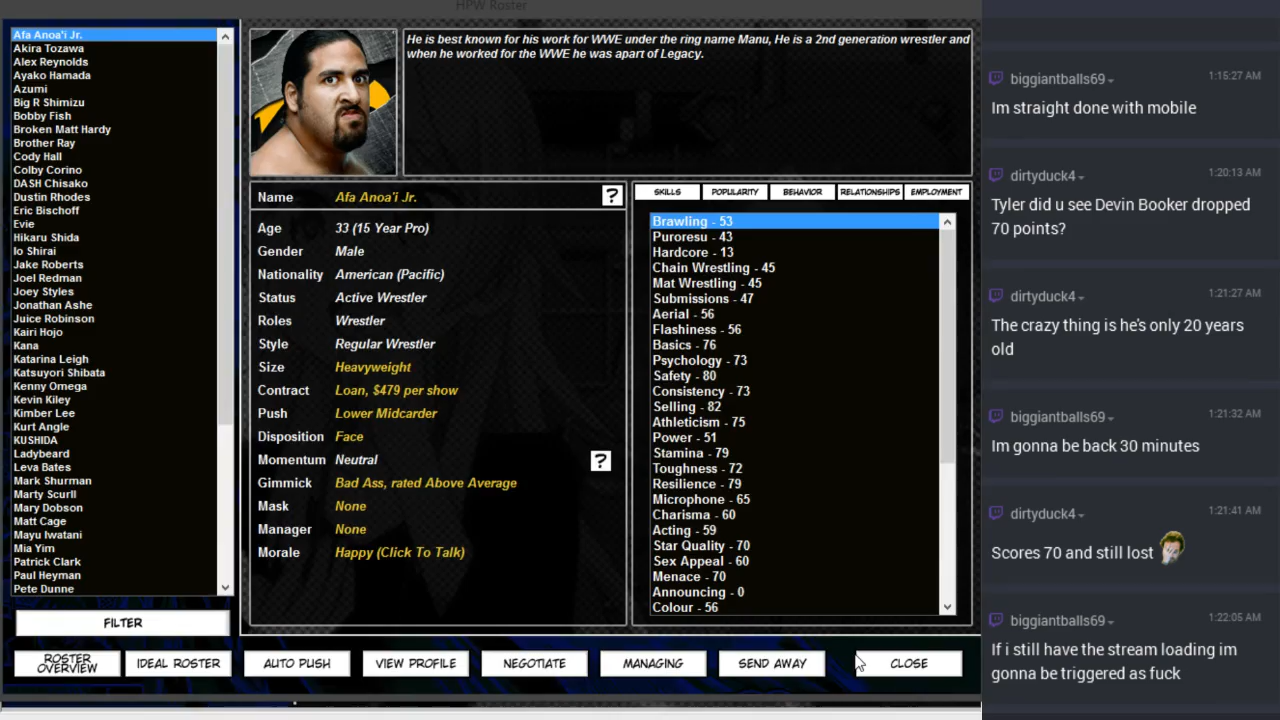 HPW Roster
Afa Anoa'i Jr.
Akira Tozawa
Alex Reynolds
Ayako Hamada
Azumi
Big R Shimizu
Bobby Fish
Broken Matt Hardy
Brother Ray
Cody Hall
Colby Corino
DASH Chisako
Dustin Rhodes
Eric Bischoff
Evie
Hikaru Shida
Io Shirai
Jake Roberts
Joel Redman
Joey Styles
Jonathan Ashe
Juice Robinson
Kairi Hojo
Kana
Katarina Leigh
Katsuyori Shibata
Kenny Omega
Kevin Kiley
Kimber Lee
Kurt Angle
KUSHIDA
Ladybeard
Leva Bates
Mark Shurman
Marty Scurll
Mary Dobson
Matt Cage
Mayu Iwatani
Mia Yim
Patrick Clark
Paul Heyman
Pete Dunne
FILTER
He is best known for his work for WWE under the ring name Manu, He is a 2nd generation wrestler and
when he worked for the WWE he was apart of Legacy.
Name Afa Anoa'i Jr. ?
Age 33 (15 Year Pro)
Gender Male
Nationality American (Pacific)
Status Active Wrestler
Roles Wrestler
Style Regular Wrestler
Size Heavyweight
Contract Loan, $479 per show
Push Lower Midcarder
Disposition Face
Momentum Neutral ?
Gimmick Bad Ass, rated Above Average
Mask None
Manager None
Morale Happy (Click To Talk)
SKILLS POPULARITY BEHAVIOR RELATIONSHIPS EMPLOYMENT
Brawling - 53
Puroresu - 43
Hardcore - 13
Chain Wrestling - 45
Mat Wrestling - 45
Submissions - 47
Aerial - 56
Flashiness - 56
Basics - 76
Psychology - 73
Safety - 80
Consistency - 73
Selling - 82
Athleticism - 75
Power - 51
Stamina - 79
Toughness - 72
Resilience - 79
Microphone - 65
Charisma - 60
Acting - 59
Star Quality - 70
Sex Appeal - 60
Menace - 70
Announcing - 0
Colour - 56
ROSTER OVERVIEW IDEAL ROSTER AUTO PUSH VIEW PROFILE NEGOTIATE MANAGING SEND AWAY CLOSE
biggiantballs69 1:15:27 AM
Im straight done with mobile
dirtyduck4 1:20:13 AM
Tyler did u see Devin Booker dropped
70 points?
dirtyduck4 1:21:27 AM
The crazy thing is he's only 20 years
old
biggiantballs69 1:21:32 AM
Im gonna be back 30 minutes
dirtyduck4 1:21:41 AM
Scores 70 and still lost
biggiantballs69 1:22:05 AM
If i still have the stream loading im
gonna be triggered as fuck